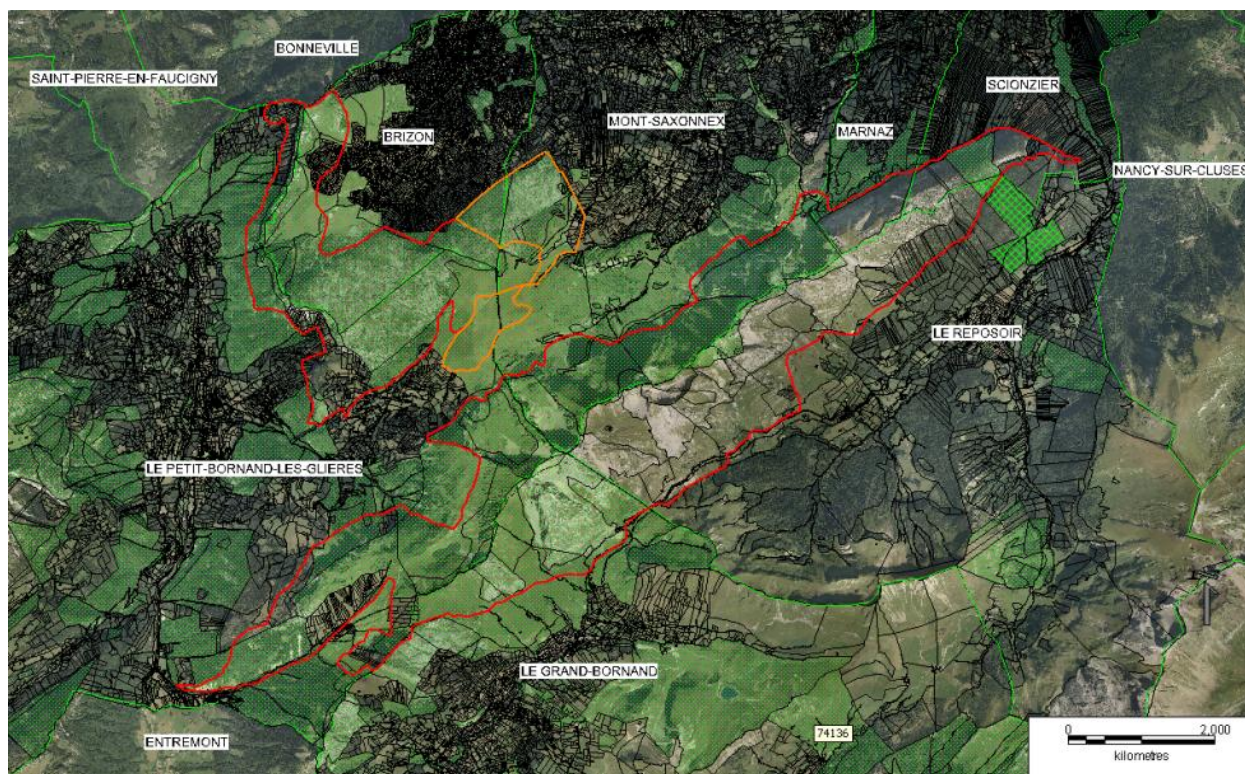 BONNEVILLE
SAINT-PIERRE-EN-FAUCIGNY
SCIONZIER
MONT-SAXONNEX
BRIZON
MARNAZ
NANCY-SUR-CLUSES
LE REPOSOIR
LE PETIT-BORNAND-LES-GLIERES
LE GRAND-BORNAND
74136
ENTREMONT
0 2,000
kilometres